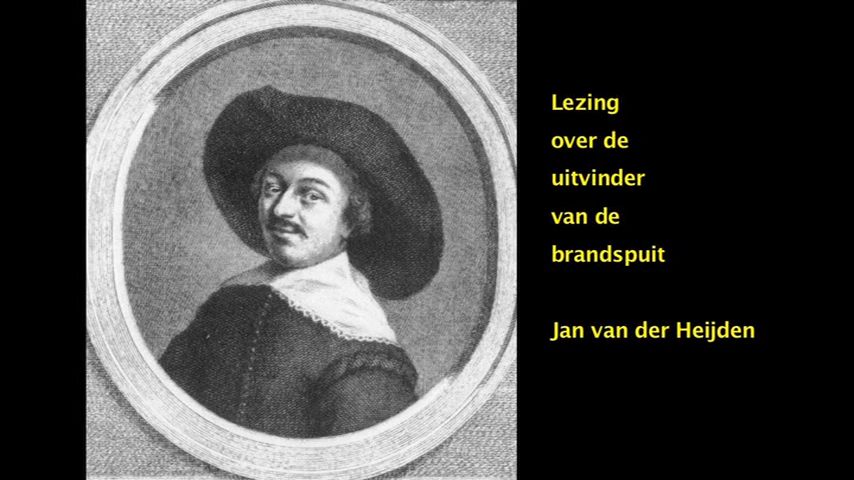 Lezing
over de
uitvinder
van de
brandspuit
Jan van der Heijden